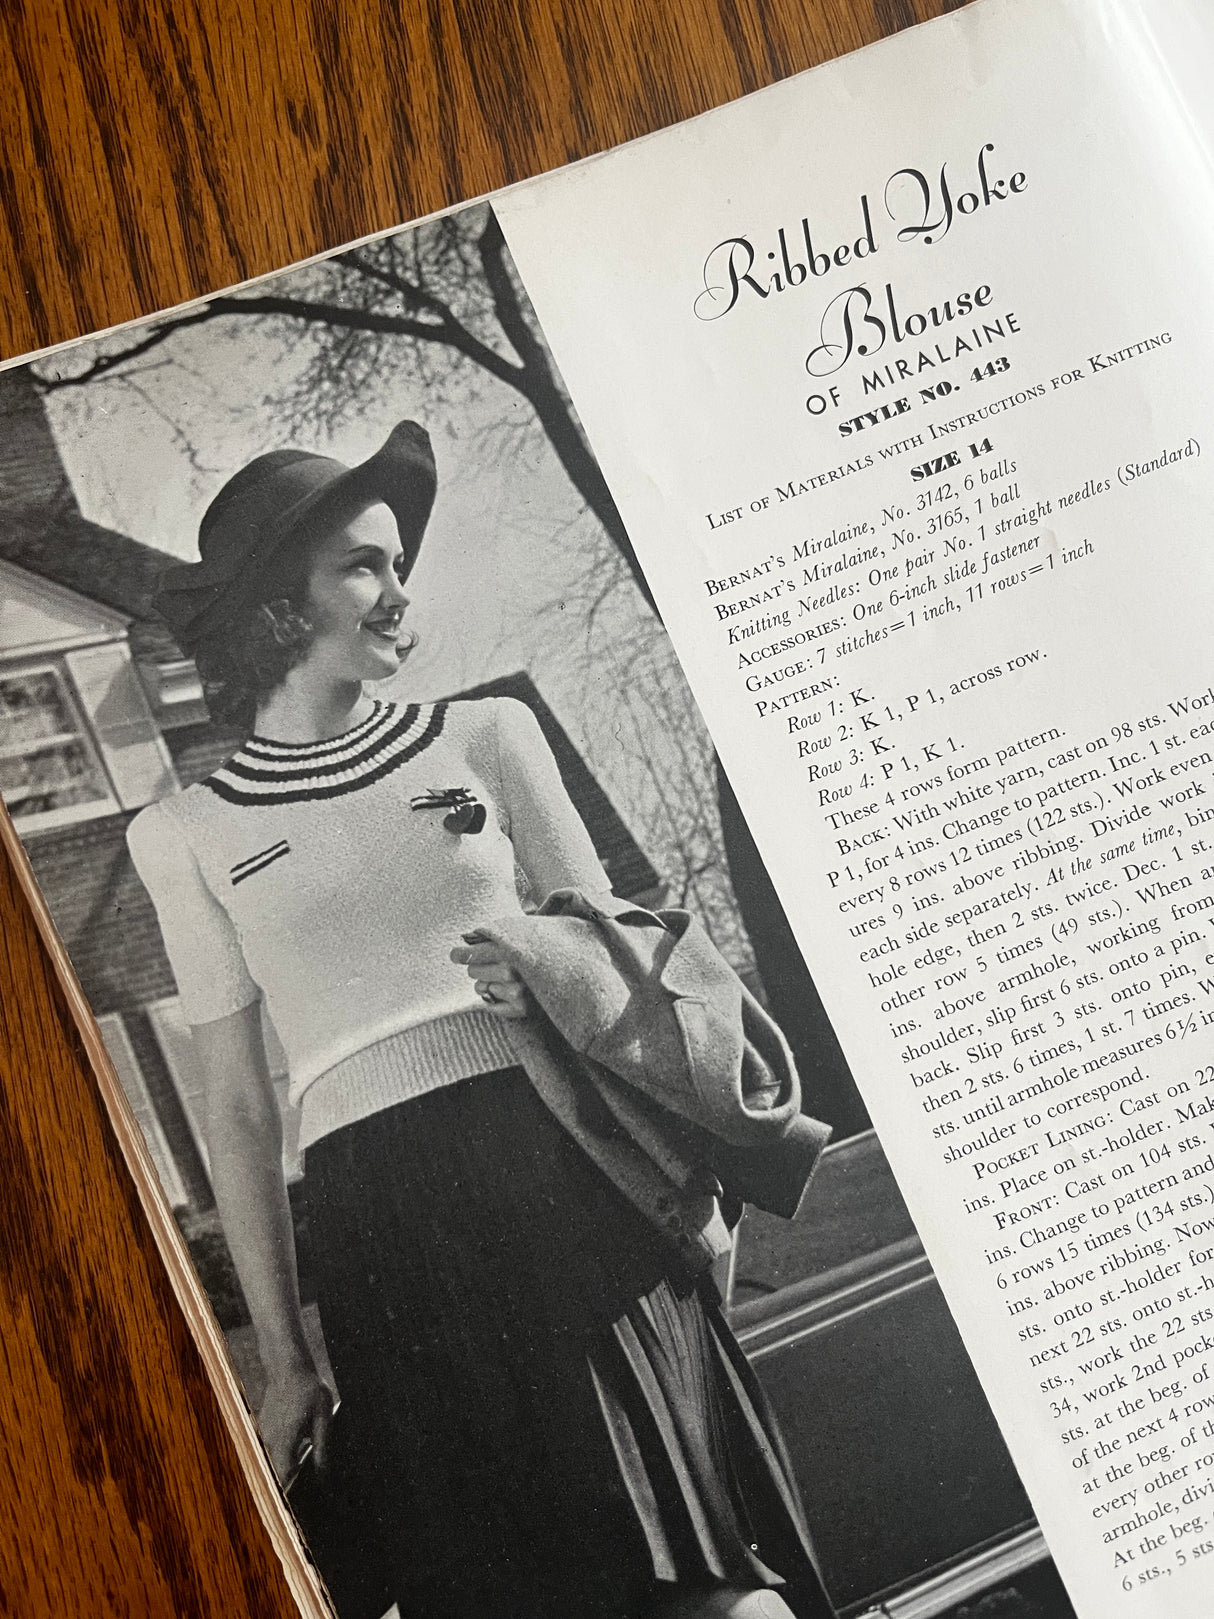 Ribbed Yoke
Blouse
OF MIRALAINE
STYLE NO. 443
LIST OF MATERIALS WITH INSTRUCTIONS FOR KNITTING
SIZE 14
BERNAT'S Miralaine, No. 3142, 6 balls
BERNAT'S Miralaine, No. 3165, 1 ball
Knitting Needles: One pair No. 1 straight needles (Standard)
ACCESSORIES: One 6-inch slide fastener
GAUGE: 7 stitches=1 inch, 11 rows=1 inch
PATTERN:
Row 1: K.
Row 2: K 1, P 1, across row.
Row 3: K.
Row 4: P 1, K 1.
These 4 rows form pattern.
BACK: With white yarn, cast on 98 sts. Work
P 1, for 4 ins. Change to pattern. Inc. 1 st. eac
every 8 rows 12 times (122 sts.). Work even
ures 9 ins. above ribbing. Divide work
each side separately. At the same time, bin
hole edge, then 2 sts. twice. Dec. 1 st.
other row 5 times (49 sts.). When a
ins. above armhole, working from
shoulder, slip first 6 sts. onto a pin.
back. Slip first 3 sts. onto pin, e
then 2 sts. 6 times, 1 st. 7 times. W
sts. until armhole measures 6½ in
shoulder to correspond.
POCKET LINING: Cast on 22
ins. Place on st.-holder. Mak
FRONT: Cast on 104 sts.
ins. Change to pattern and
6 rows 15 times (134 sts.)
ins. above ribbing. Now
sts. onto st.-holder for
next 22 sts. onto st.-h
sts., work the 22 sts
34, work 2nd pock
sts. at the beg. of
of the next 4 row
at the beg. of th
every other ro
armhole, divi
At the beg.
6 sts., 5 sts